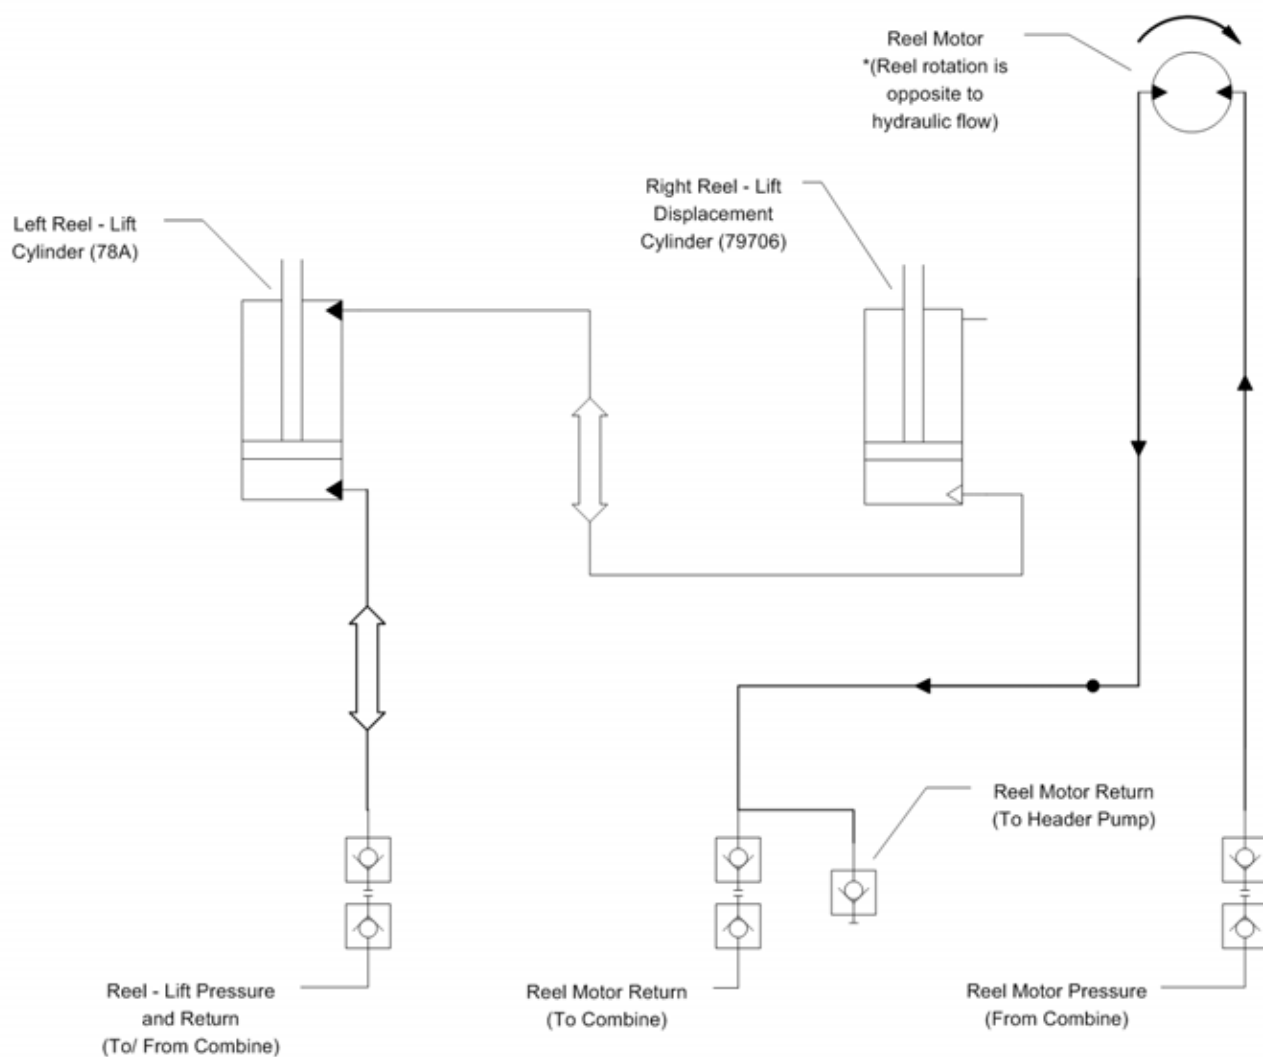 Reel Motor
*(Reel rotation is
opposite to
hydraulic flow)
Right Reel - Lift
Displacement
Cylinder (79706)
Left Reel - Lift
Cylinder (78A)
Reel Motor Return
(To Header Pump)
Reel - Lift Pressure
and Return
(To/ From Combine)
Reel Motor Return
(To Combine)
Reel Motor Pressure
(From Combine)